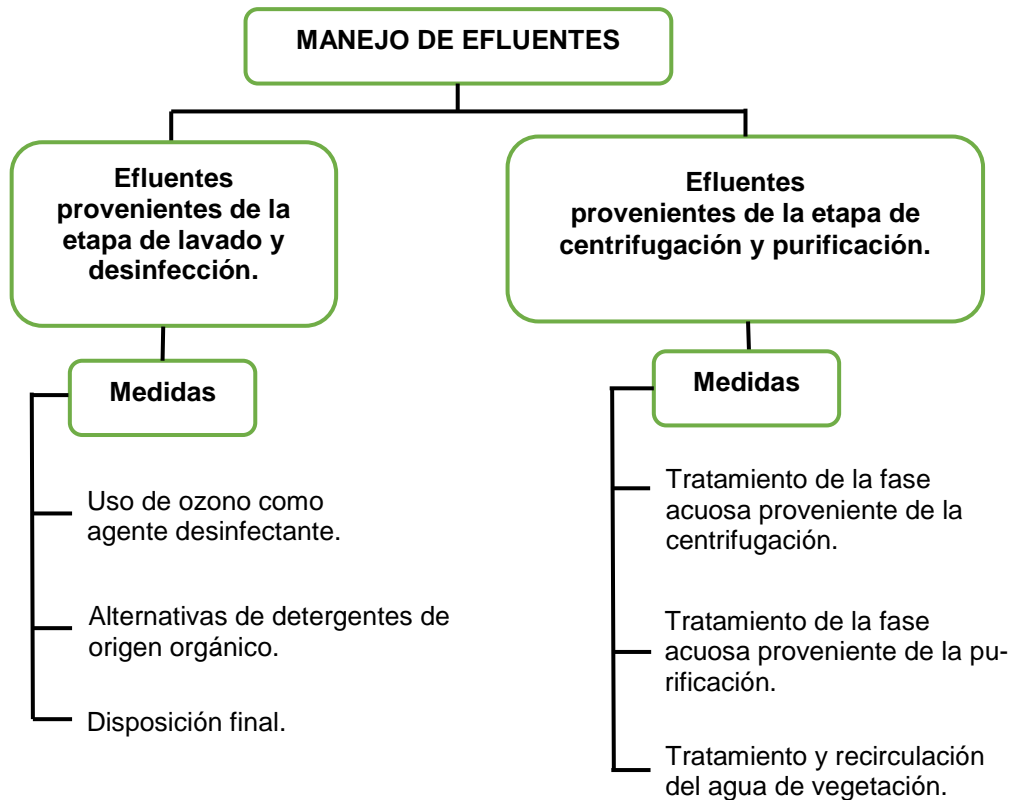 MANEJO DE EFLUENTES
Efluentes
provenientes de la
etapa de lavado y
desinfección.
Medidas
Uso de ozono como
agente desinfectante.
Alternativas de detergentes de
origen orgánico.
Disposición final.
Efluentes
provenientes de la etapa de
centrifugación y purificación.
Medidas
Tratamiento de la fase
acuosa proveniente de la
centrifugación.
Tratamiento de la fase
acuosa proveniente de la pu-
rificación.
Tratamiento y recirculación
del agua de vegetación.